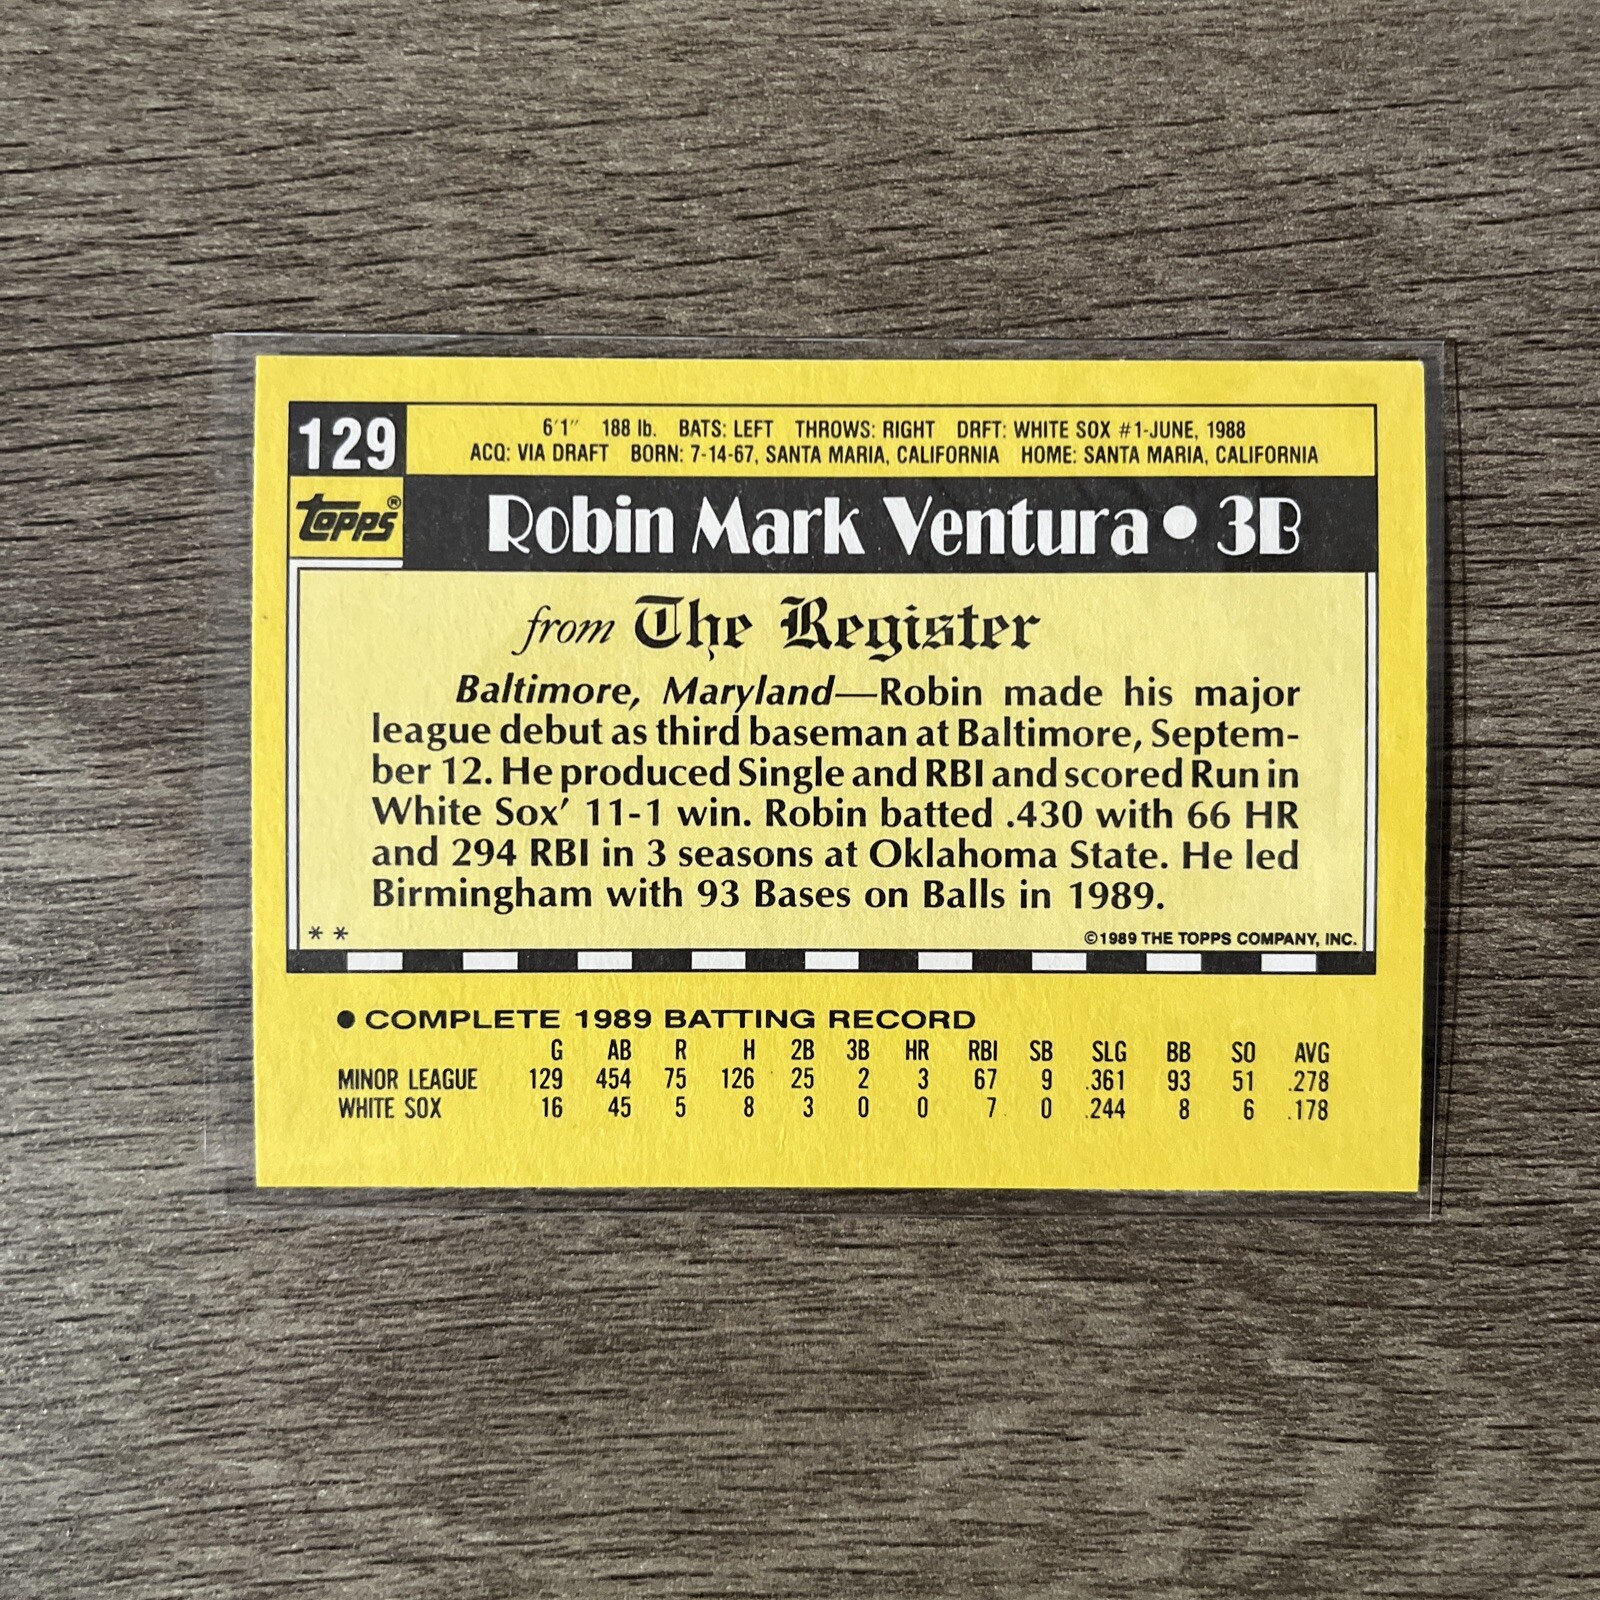 129
6'1" 188 lb. BATS: LEFT THROWS: RIGHT DRFT: WHITE SOX #1-JUNE, 1988
ACQ: VIA DRAFT BORN: 7-14-67, SANTA MARIA, CALIFORNIA HOME: SANTA MARIA, CALIFORNIA
topps®
Robin Mark Ventura • 3B
from The Register
Baltimore, Maryland—Robin made his major
league debut as third baseman at Baltimore, Septem-
ber 12. He produced Single and RBI and scored Run in
White Sox' 11-1 win. Robin batted .430 with 66 HR
and 294 RBI in 3 seasons at Oklahoma State. He led
Birmingham with 93 Bases on Balls in 1989.
** ©1989 THE TOPPS COMPANY, INC.
● COMPLETE 1989 BATTING RECORD
G AB R H 2B 3B HR RBI SB SLG BB SO AVG
MINOR LEAGUE 129 454 75 126 25 2 3 67 9 .361 93 51 .278
WHITE SOX 16 45 5 8 3 0 0 7 0 .244 8 6 .178